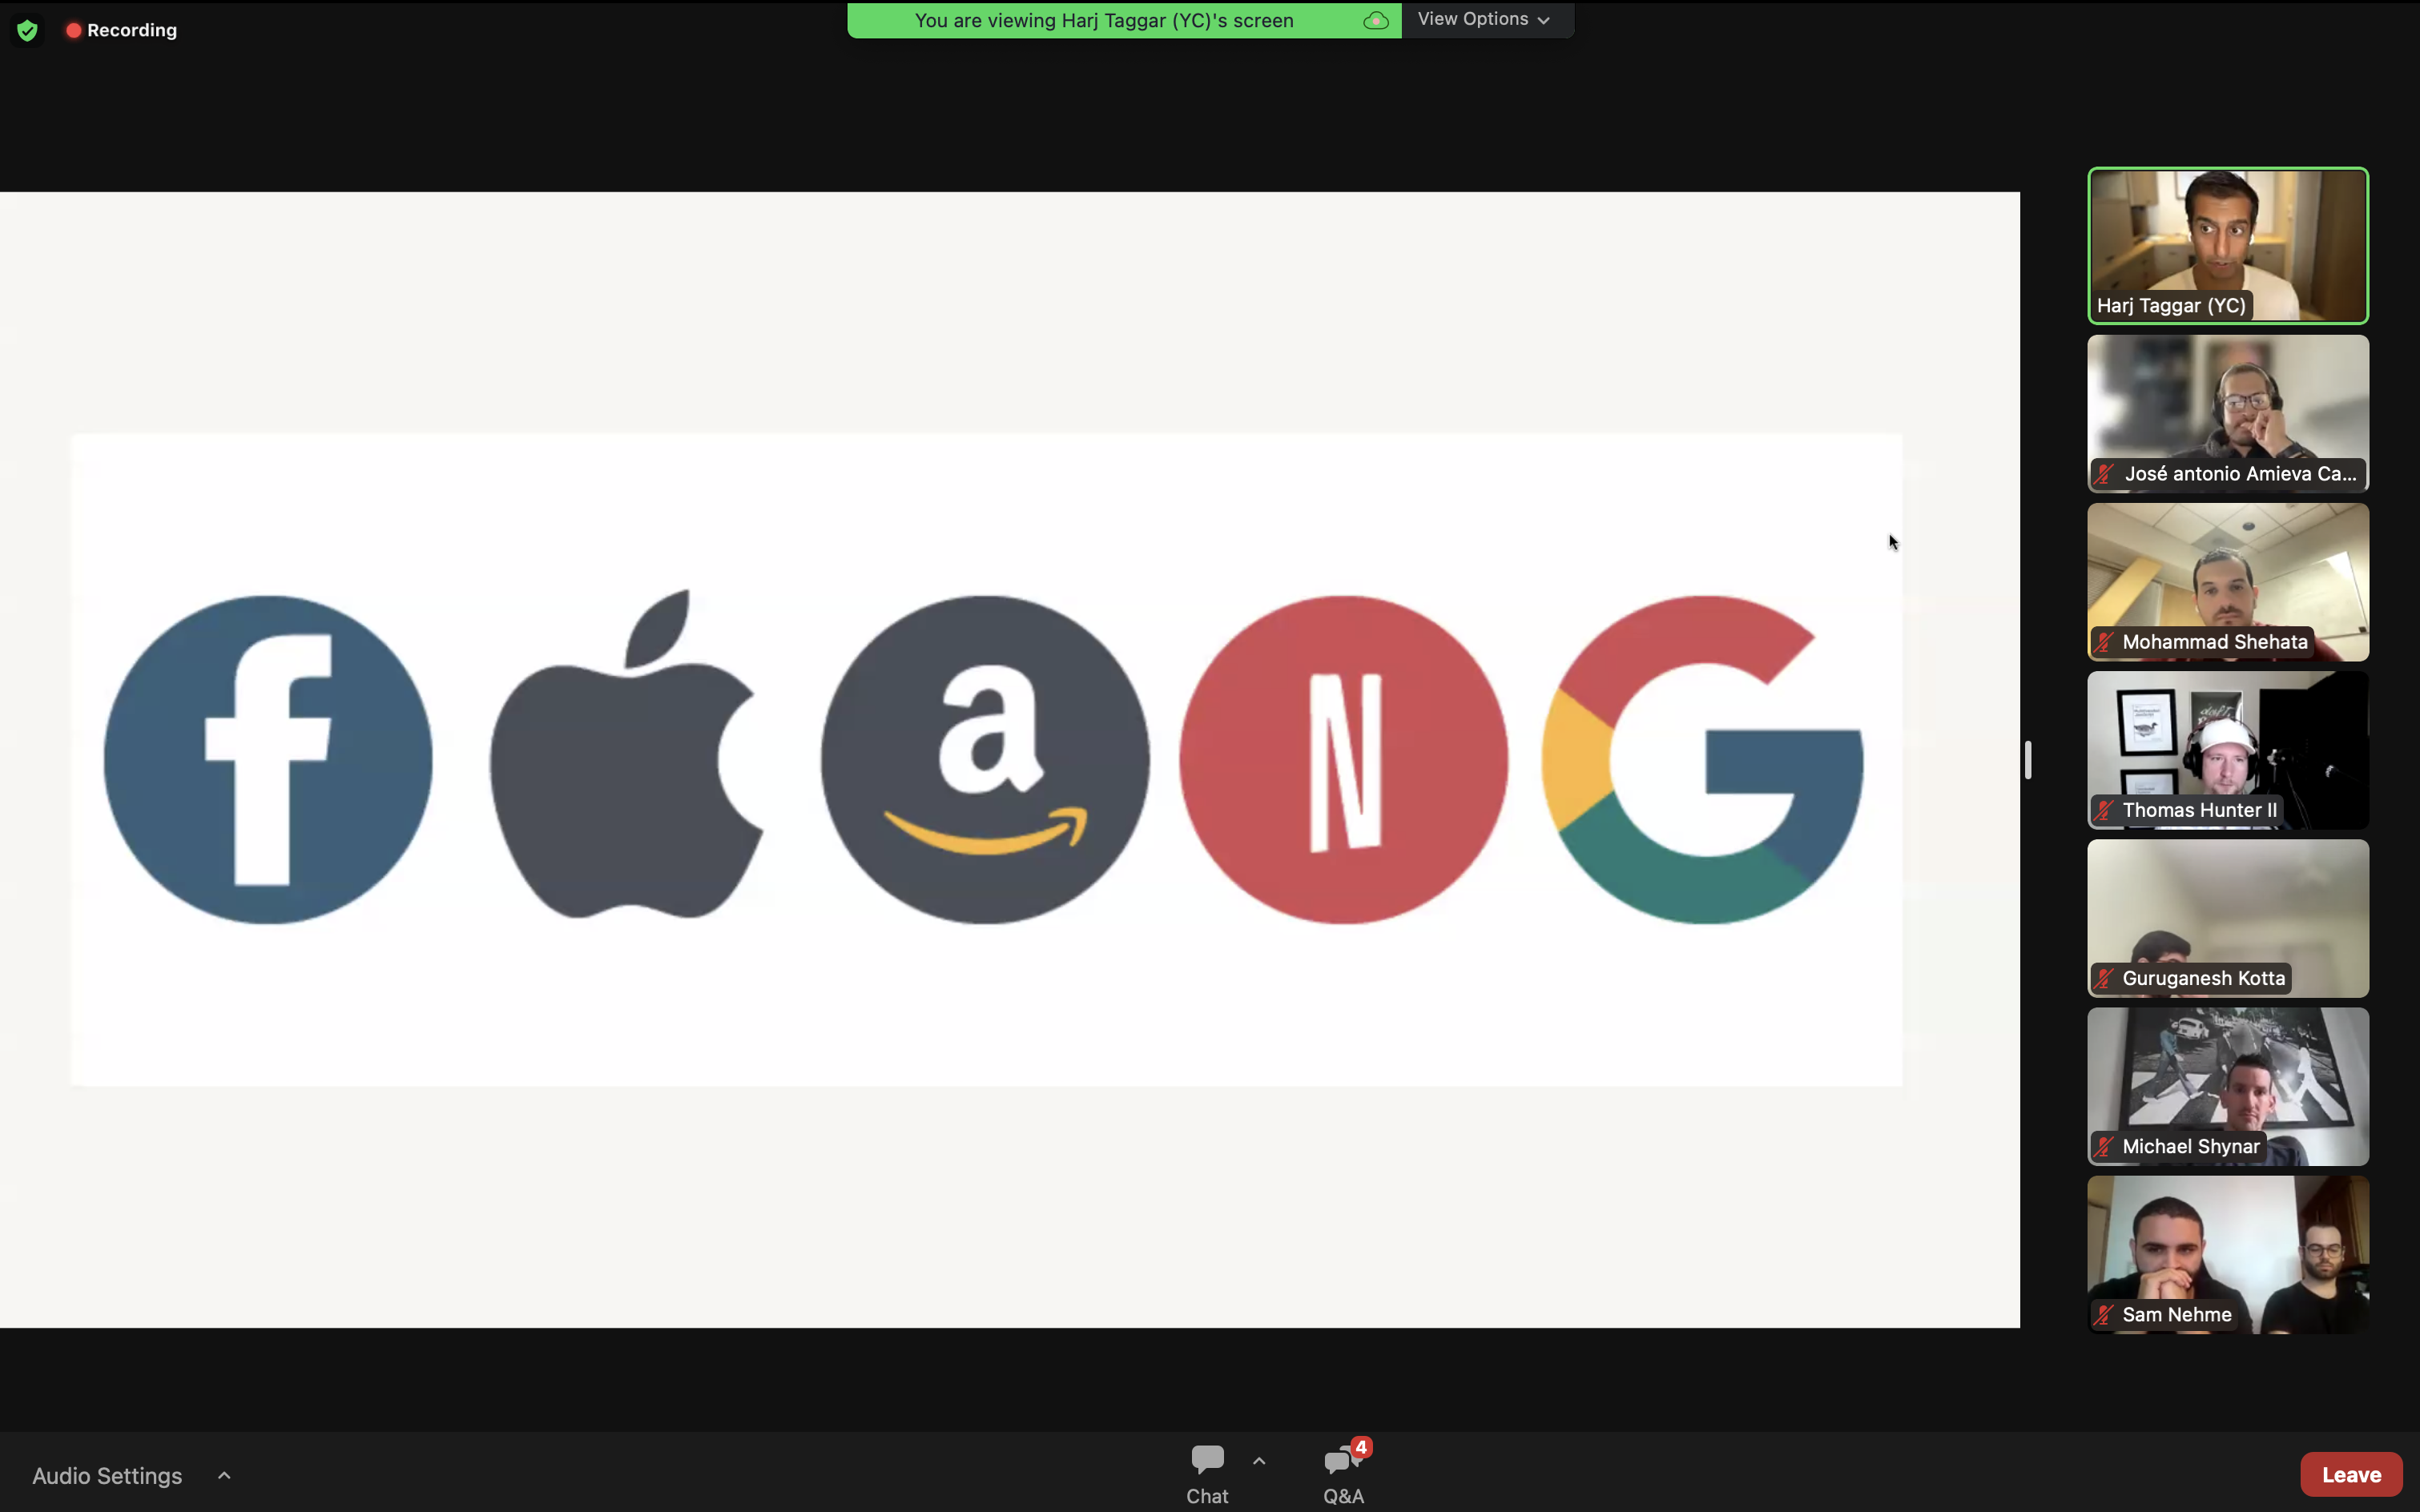 Recording
You are viewing Harj Taggar (YC)'s screen
View Options
f
a
N
G
Harj Taggar (YC)
José antonio Amieva Ca...
Mohammad Shehata
Thomas Hunter II
Guruganesh Kotta
Michael Shynar
Sam Nehme
Audio Settings
Chat
4
Q&A
Leave